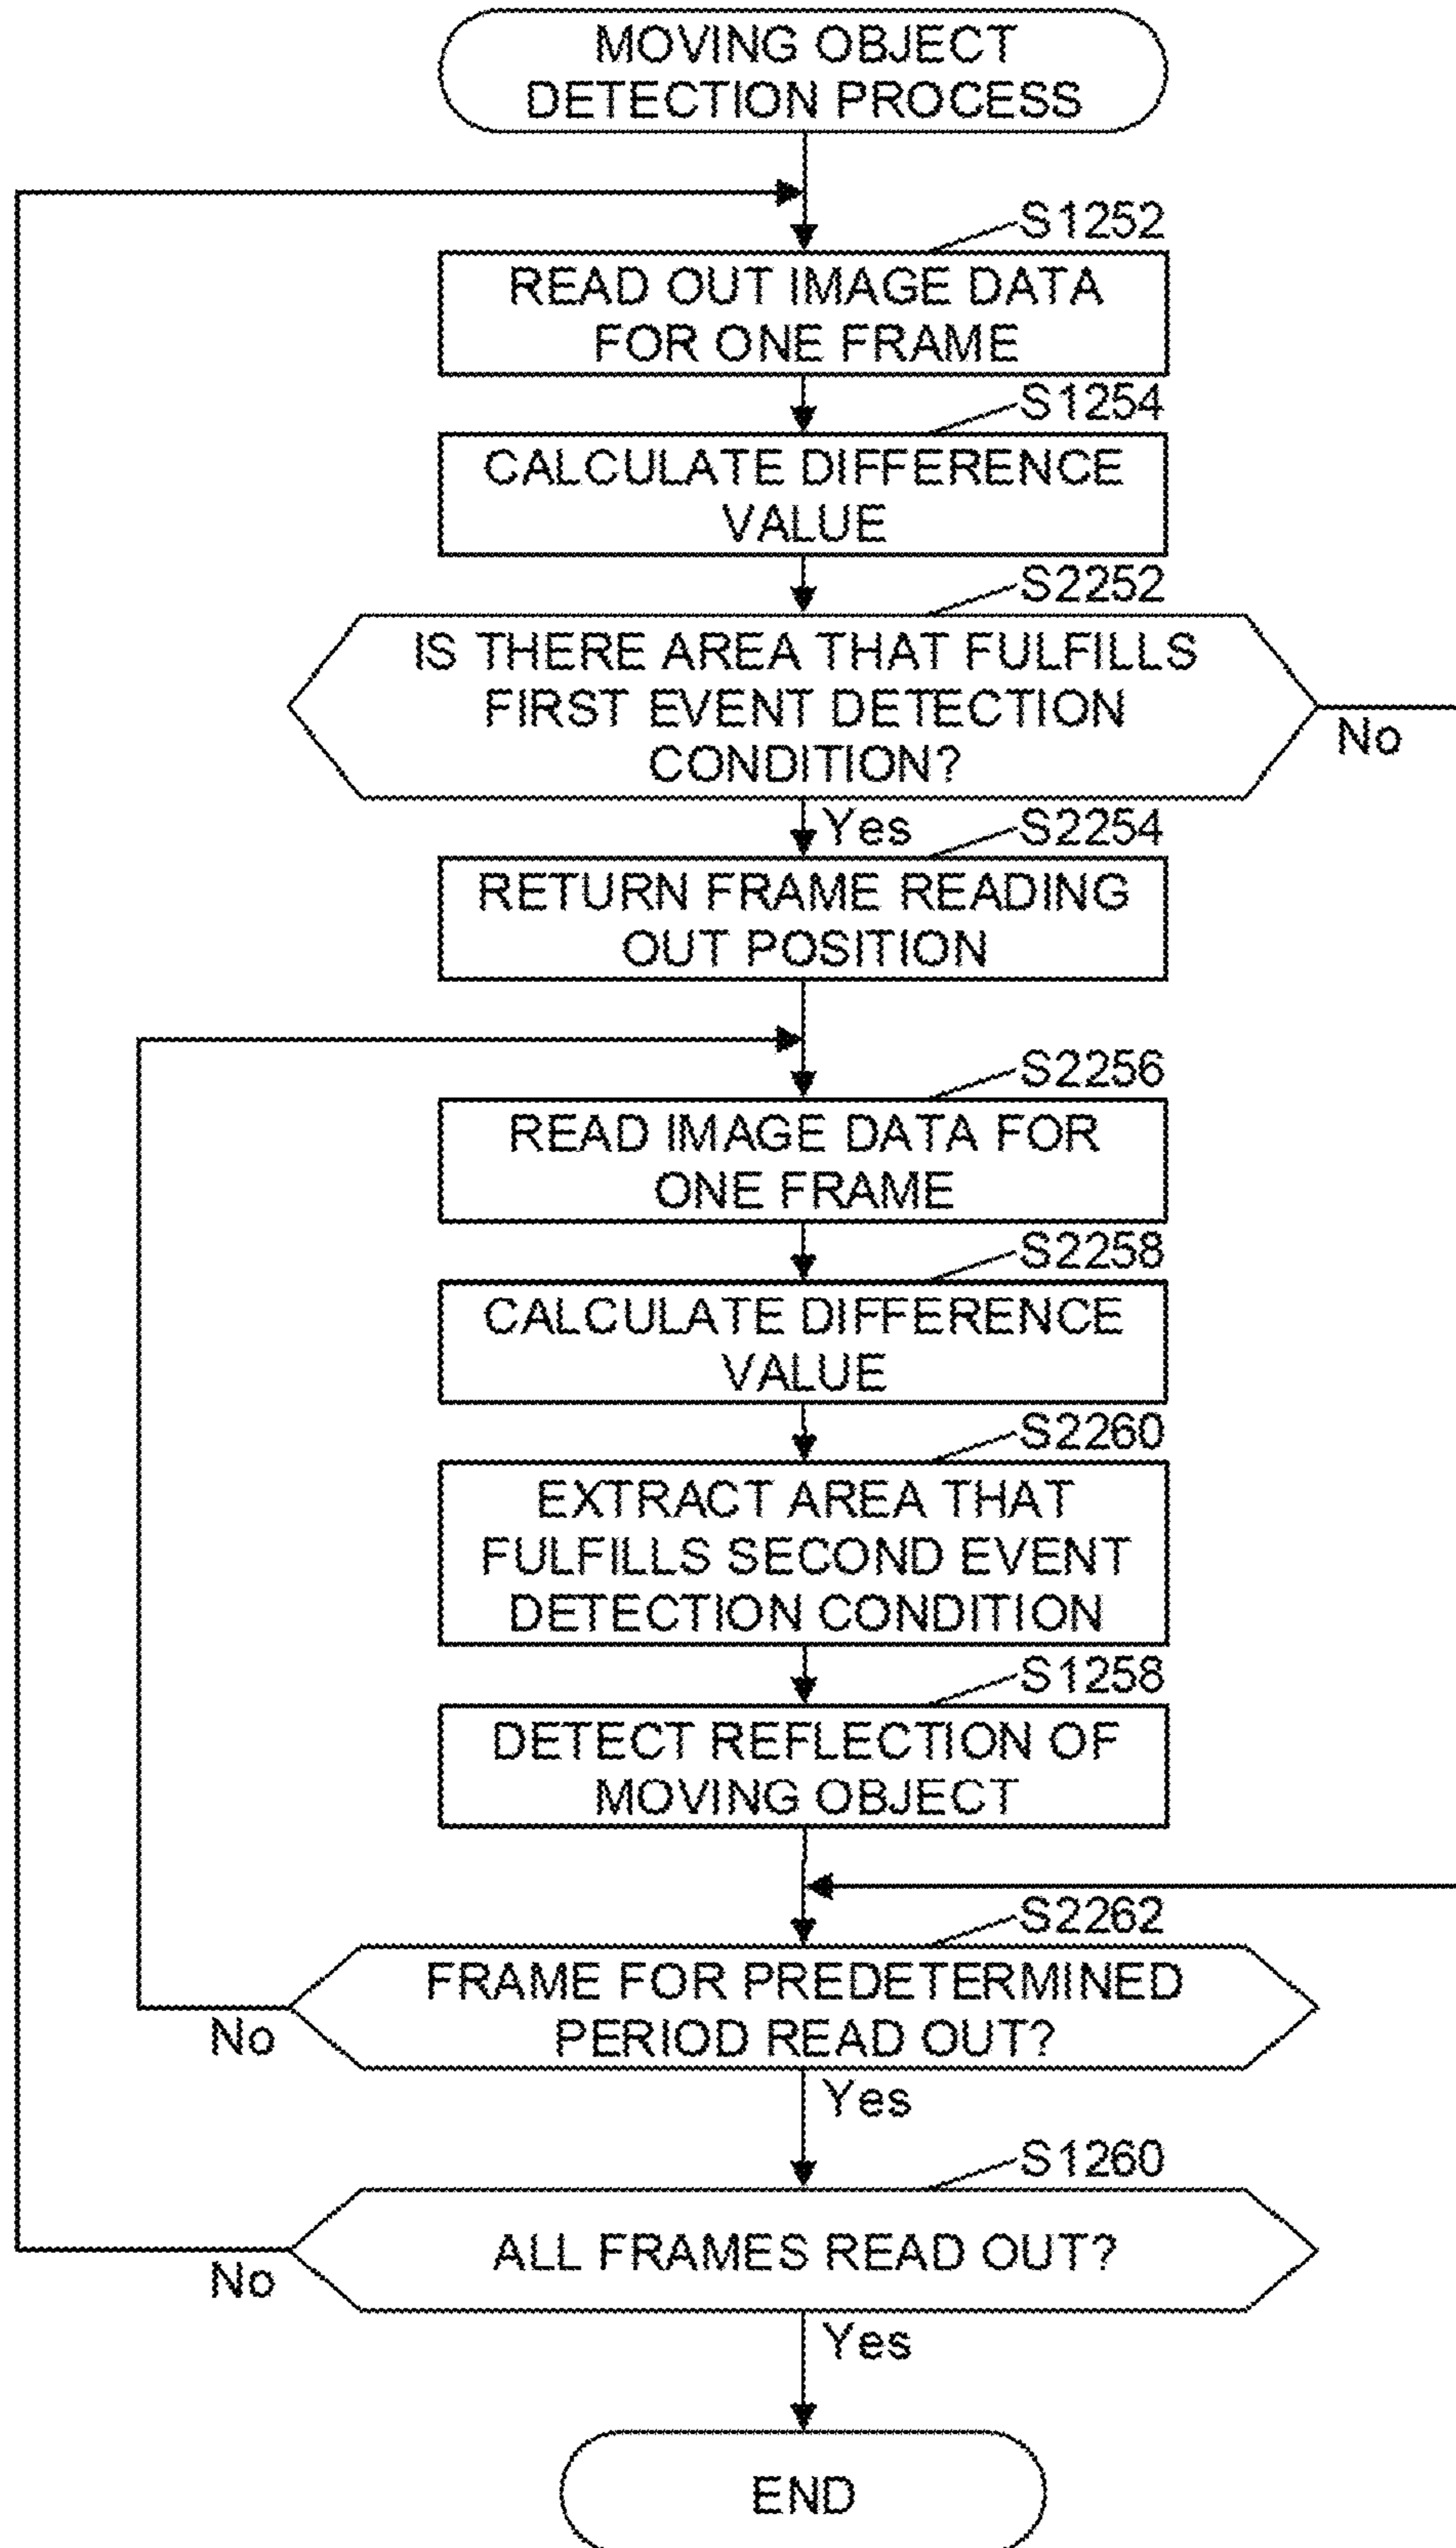 MOVING OBJECT
DETECTION PROCESS
S1252
READ OUT IMAGE DATA
FOR ONE FRAME
S1254
CALCULATE DIFFERENCE
VALUE
S2252
IS THERE AREA THAT FULFILLS
FIRST EVENT DETECTION
CONDITION?
No
Yes
S2254
RETURN FRAME READING
OUT POSITION
S2256
READ IMAGE DATA FOR
ONE FRAME
S2258
CALCULATE DIFFERENCE
VALUE
S2260
EXTRACT AREA THAT
FULFILLS SECOND EVENT
DETECTION CONDITION
S1258
DETECT REFLECTION OF
MOVING OBJECT
S2262
FRAME FOR PREDETERMINED
PERIOD READ OUT?
No
Yes
S1260
ALL FRAMES READ OUT?
No
Yes
END